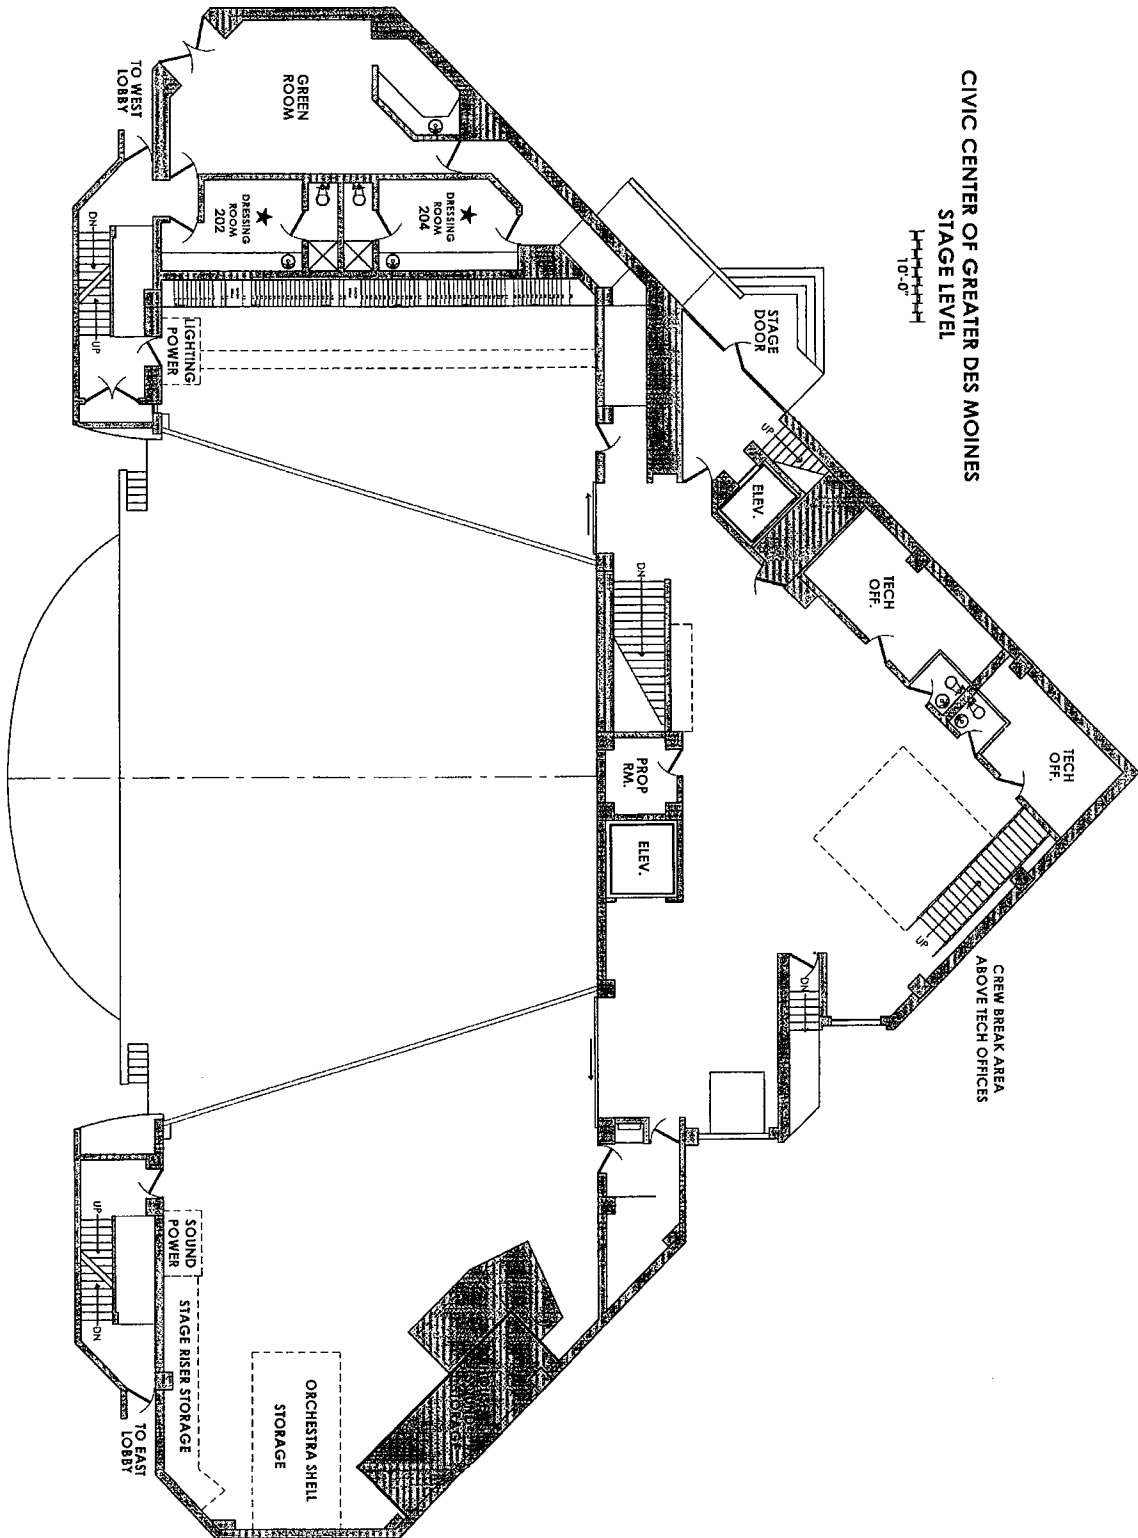 CIVIC CENTER OF GREATER DES MOINES
STAGE LEVEL
10'-0"
TO WEST
LOBBY
GREEN
ROOM
DRESSING
ROOM
202
DRESSING
ROOM
204
DN
UP
LIGHTING
POWER
STAGE
DOOR
UP
ELEV.
TECH
OFF.
TECH
OFF.
DN
PROP
RM.
ELEV.
UP
CREW BREAK AREA
ABOVE TECH OFFICES
DN
UP
DN
SOUND
POWER
STAGE RISER STORAGE
ORCHESTRA SHELL
STORAGE
TO EAST
LOBBY